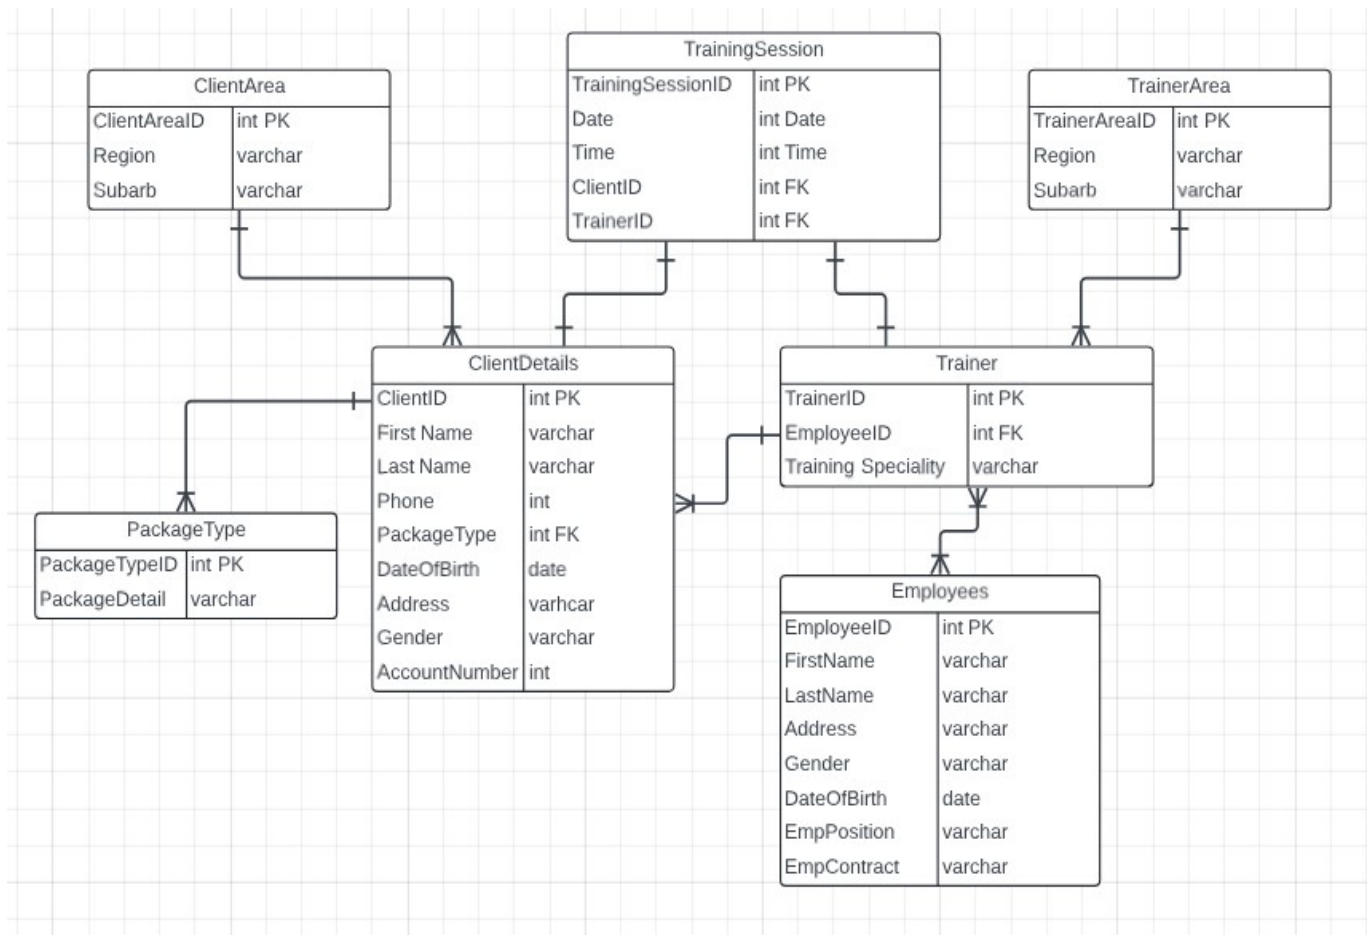 ClientArea
ClientAreaID int PK
Region varchar
Subarb varchar
TrainingSession
TrainingSessionID int PK
Date int Date
Time int Time
ClientID int FK
TrainerID int FK
TrainerArea
TrainerAreaID int PK
Region varchar
Subarb varchar
ClientDetails
ClientID int PK
First Name varchar
Last Name varchar
Phone int
PackageType int FK
DateOfBirth date
Address varhcar
Gender varchar
AccountNumber int
Trainer
TrainerID int PK
EmployeeID int FK
Training Speciality varchar
PackageType
PackageTypeID int PK
PackageDetail varchar
Employees
EmployeeID int PK
FirstName varchar
LastName varchar
Address varchar
Gender varchar
DateOfBirth date
EmpPosition varchar
EmpContract varchar